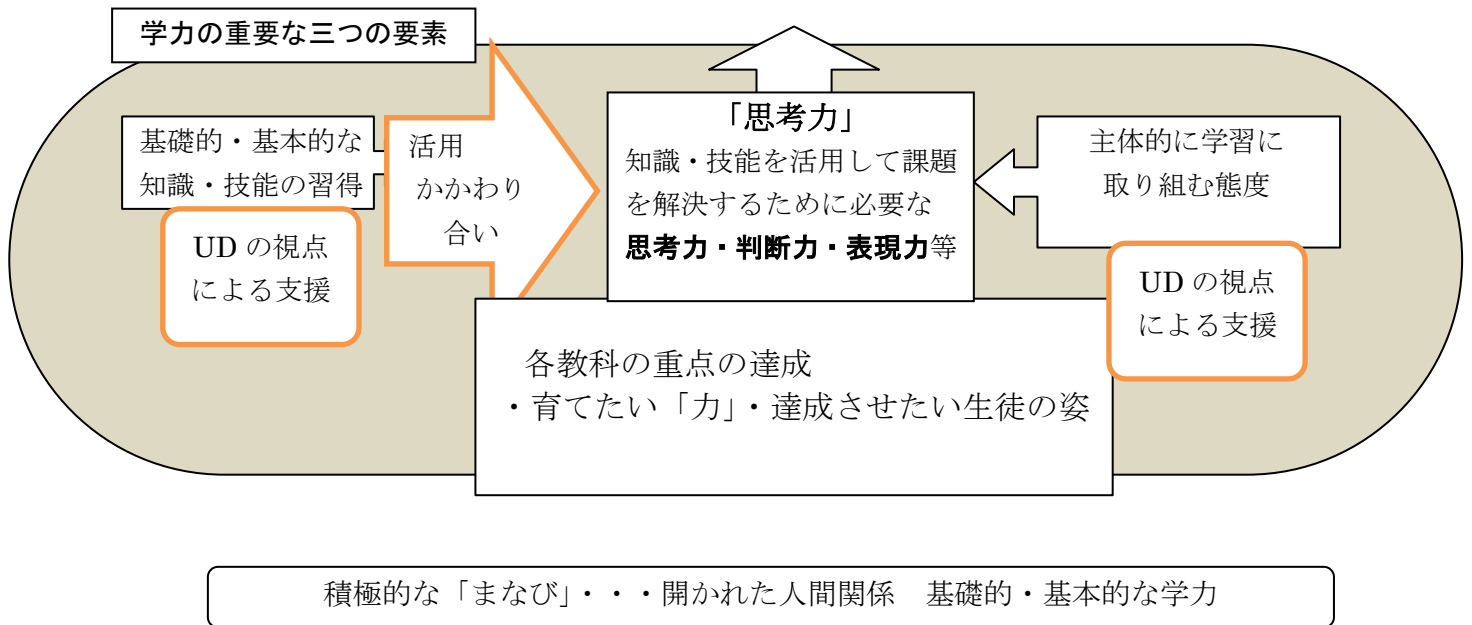 学力の重要な三つの要素
基礎的・基本的な
知識・技能の習得
UD の視点
による支援
活用
かかわり
合い
「思考力」
知識・技能を活用して課題
を解決するために必要な
思考力・判断力・表現力等
主体的に学習に
取り組む態度
UD の視点
による支援
各教科の重点の達成
・育てたい「力」・達成させたい生徒の姿
積極的な「まなび」・・・開かれた人間関係　基礎的・基本的な学力